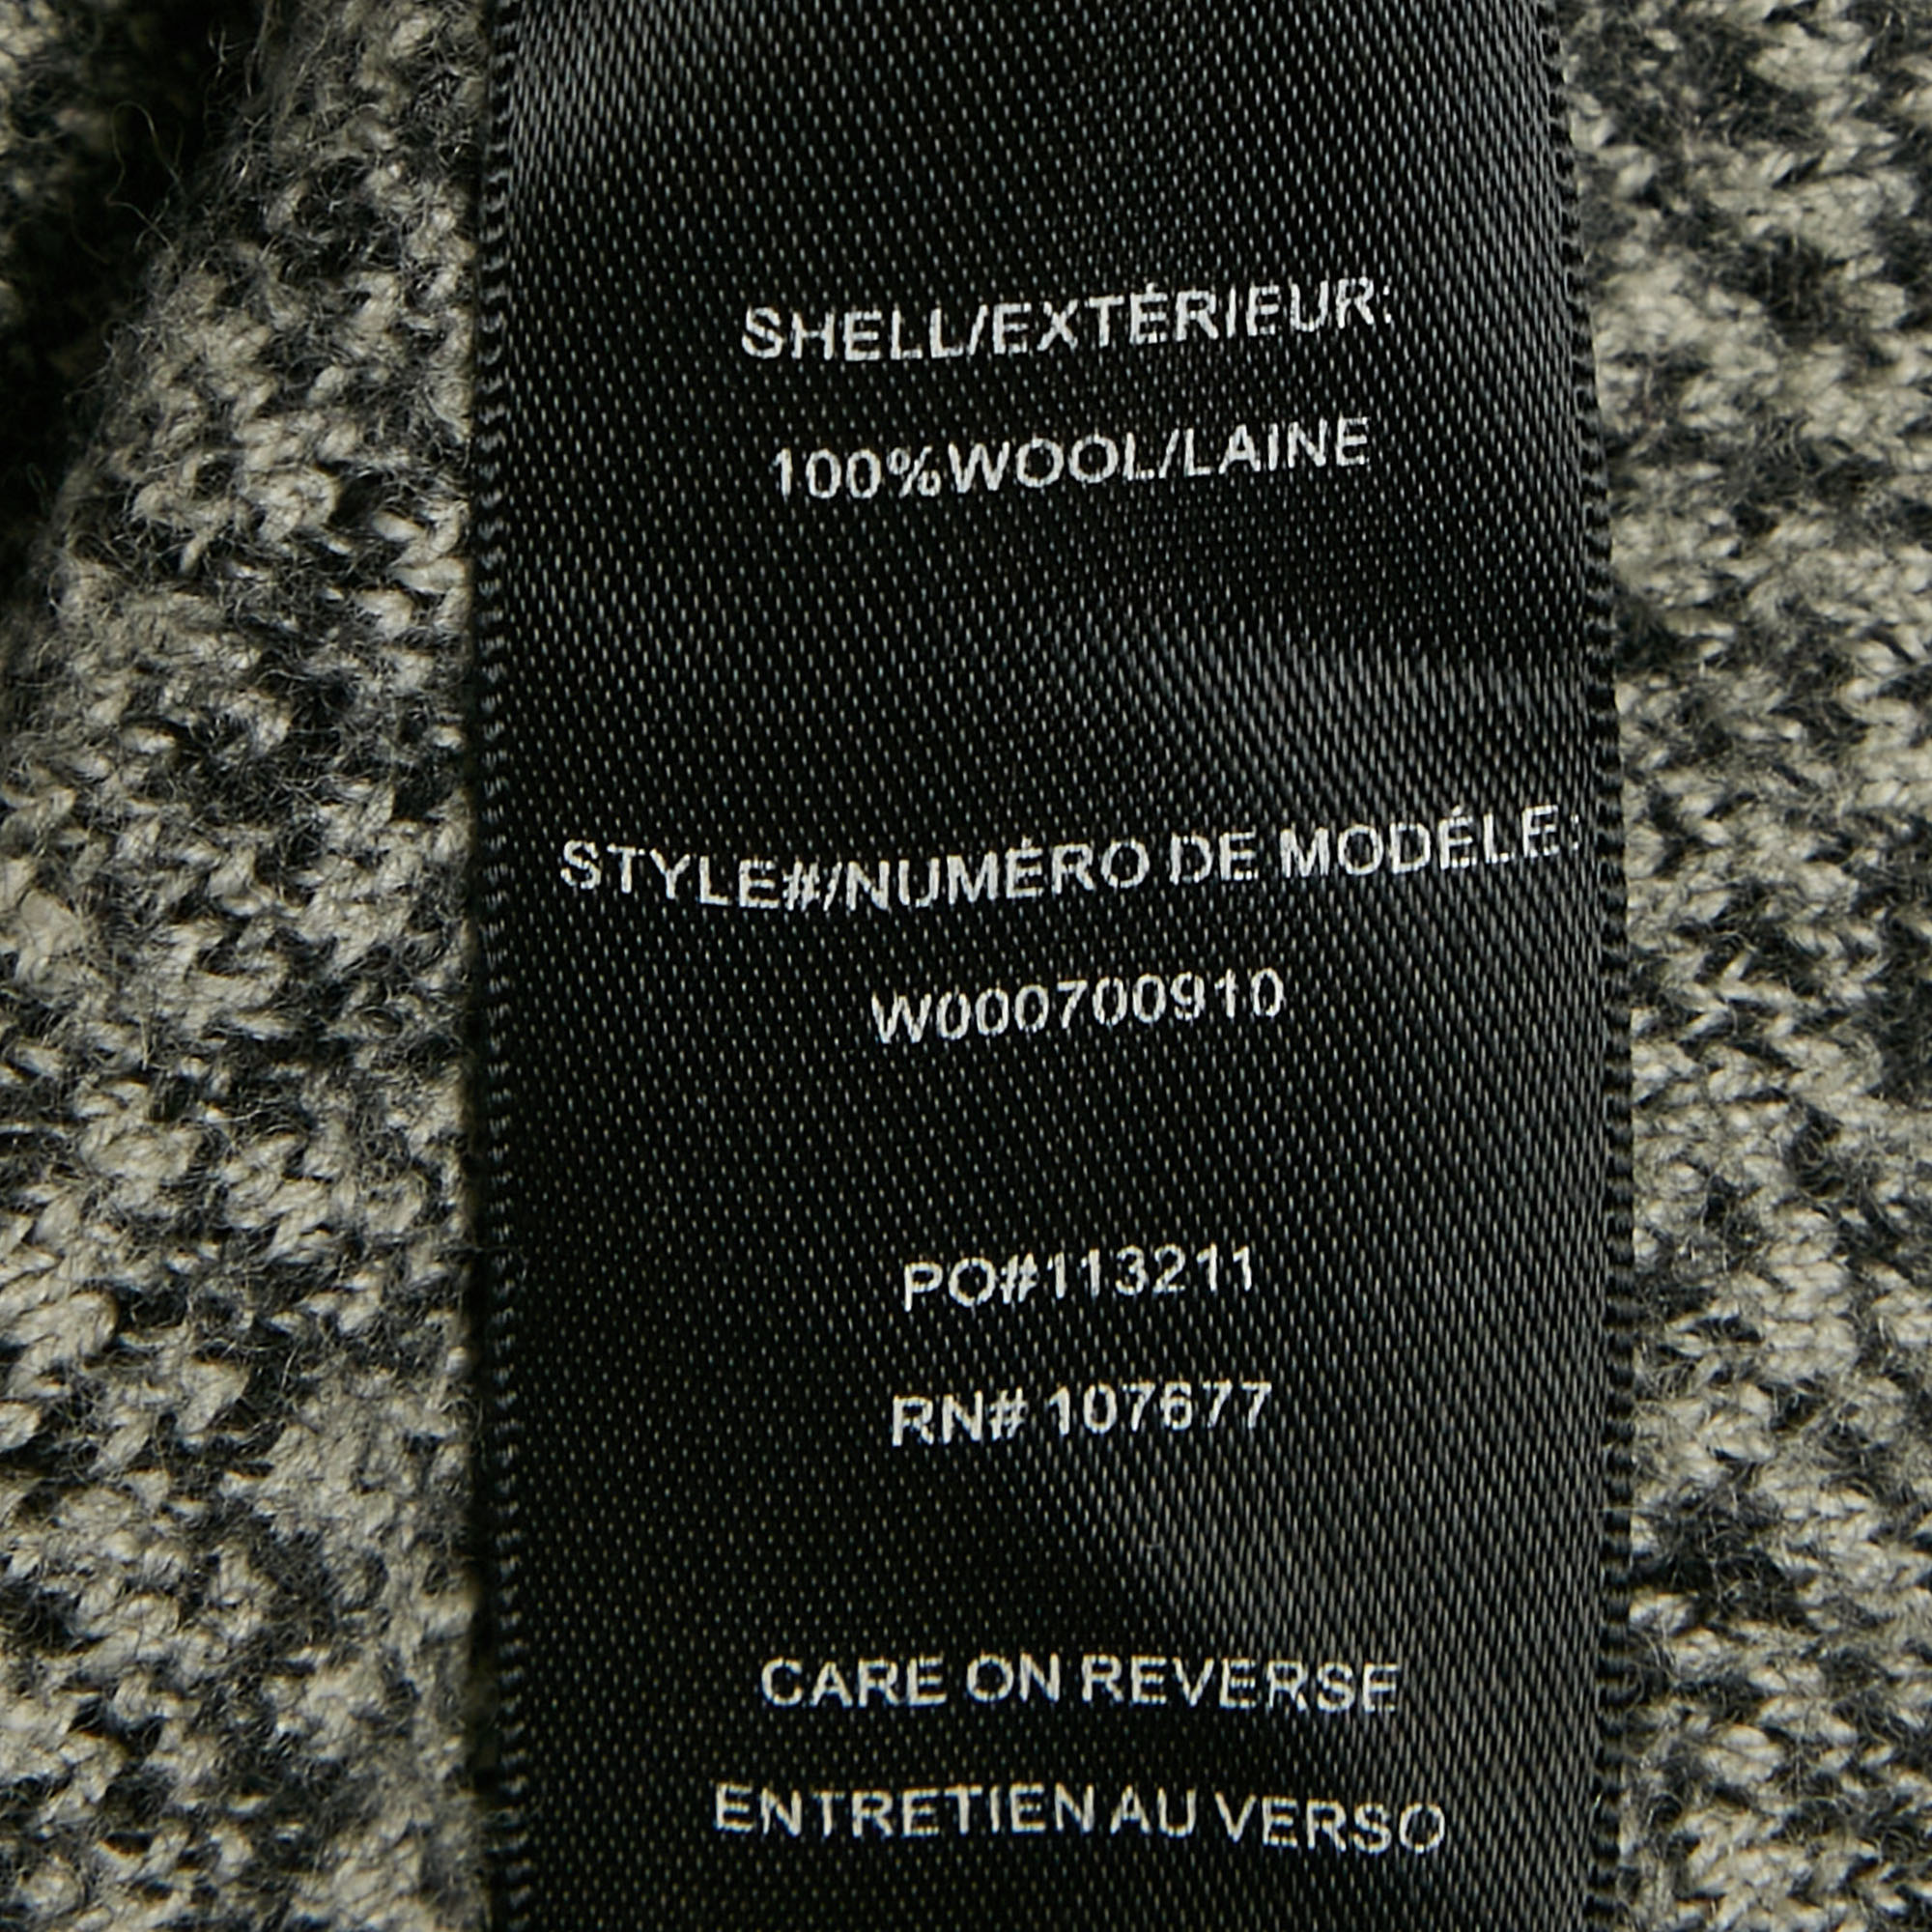 SHELL/EXTÉRIEUR:
100%WOOL/LAINE
STYLE#/NUMÉRO DE MODÉLE:
W000700910
PO#113211
RN# 107677
CARE ON REVERSE
ENTRETIEN AU VERSO